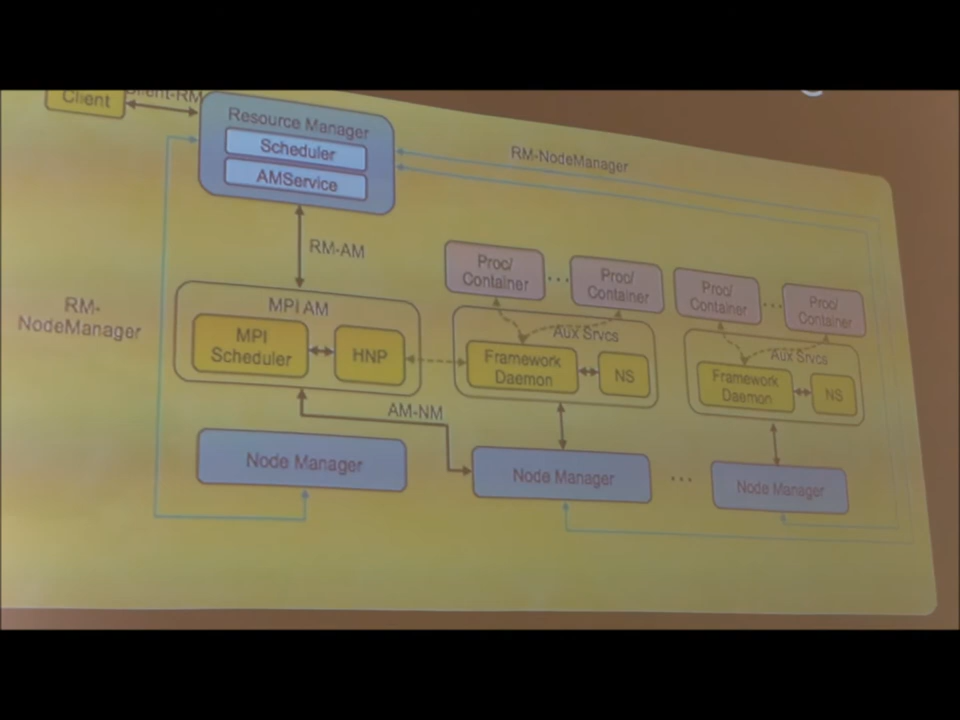 Client-RM
Client
Resource Manager
Scheduler
AMService
RM-NodeManager
RM-AM
RM-
NodeManager
MPI AM
MPI
Scheduler
HNP
Proc/
Container
...
Proc/
Container
Proc/
Container
...
Proc/
Container
Aux Srvcs
Framework
Daemon
NS
Aux Srvcs
Framework
Daemon
NS
AM-NM
Node Manager
Node Manager
...
Node Manager